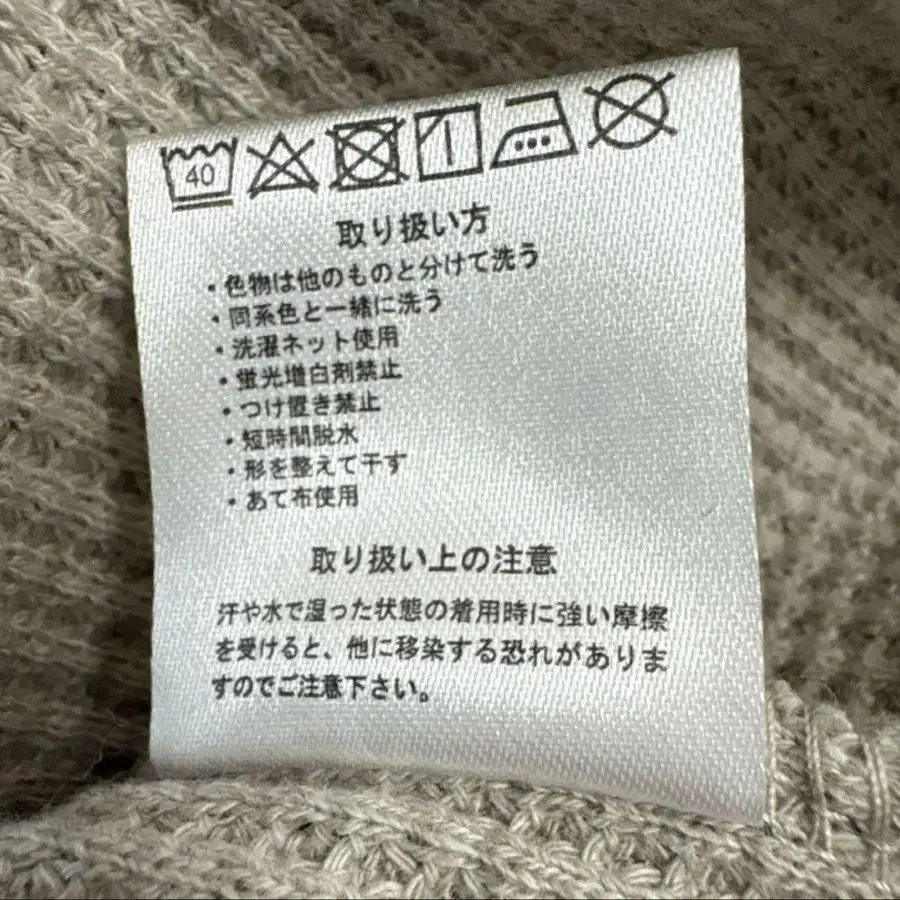 40
取り扱い方
・色物は他のものと分けて洗う
・同系色と一緒に洗う
・洗濯ネット使用
・蛍光増白剤禁止
・つけ置き禁止
・短時間脱水
・形を整えて干す
・あて布使用
取り扱い上の注意
汗や水で湿った状態の着用時に強い摩擦
を受けると、他に移染する恐れがありま
すのでご注意下さい。